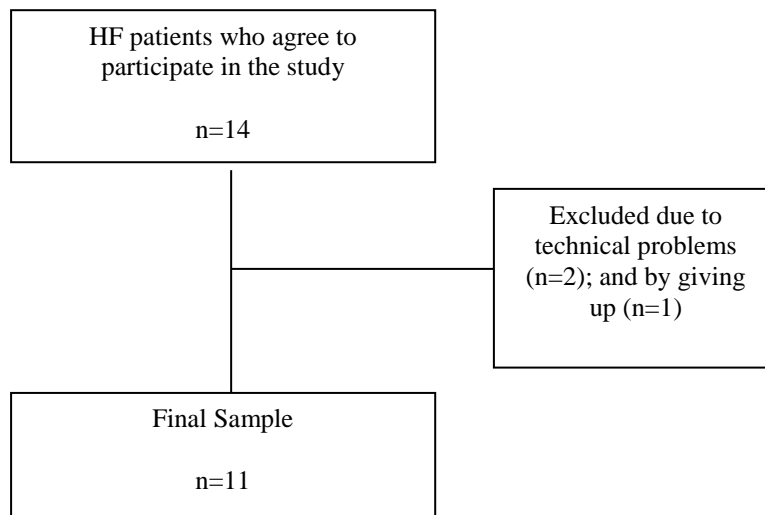 HF patients who agree to
participate in the study
n=14
Excluded due to
technical problems
(n=2); and by giving
up (n=1)
Final Sample
n=11